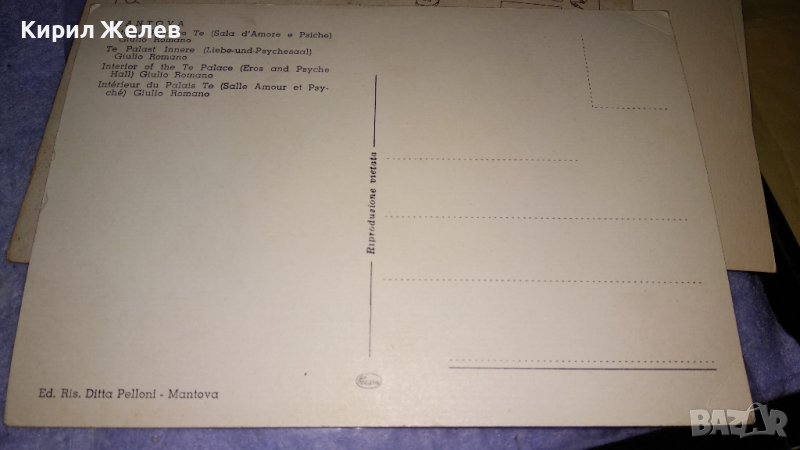 Кирил Желев
MANTOVA
Te (Sala d'Amore e Psiche)
Giulio Romano
Te Palast Innere (Liebe-und-Psychesaal)
Giulio Romano
Interior of the Te Palace (Eros and Psyche
Hall) Giulio Romano
Intérieur du Palais Te (Salle Amour et Psy-
ché) Giulio Romano
Riproduzione vietata
Ed. Ris. Ditta Pelloni - Mantova
BAZAR